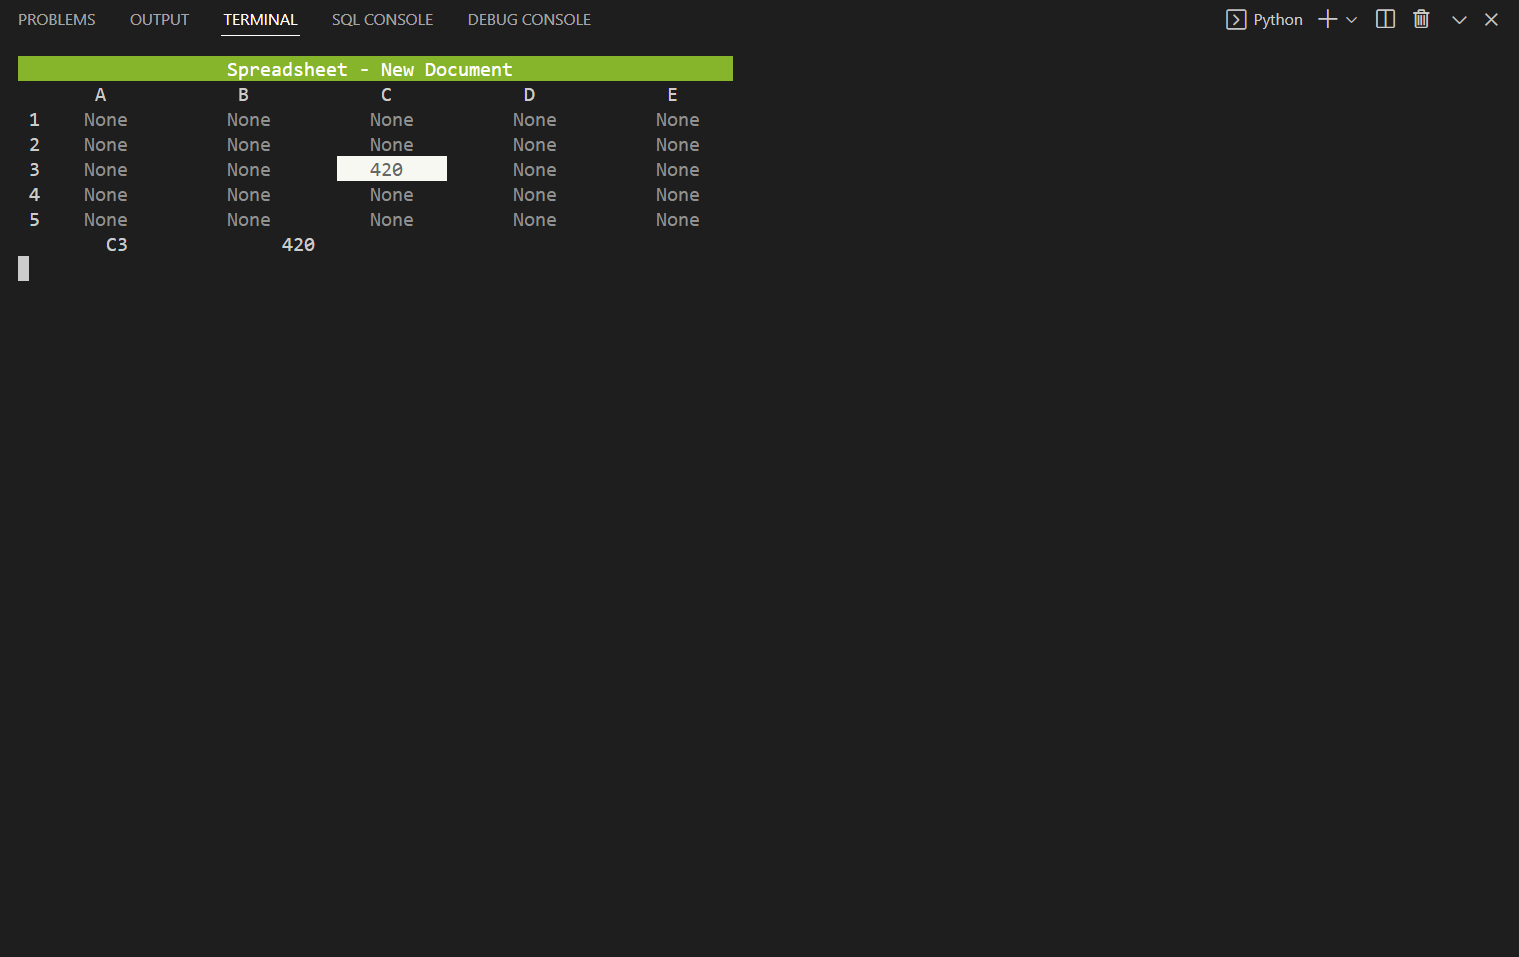 PROBLEMS OUTPUT TERMINAL SQL CONSOLE DEBUG CONSOLE Python
Spreadsheet - New Document
A B C D E
1 None None None None None
2 None None None None None
3 None None 420 None None
4 None None None None None
5 None None None None None
C3 420